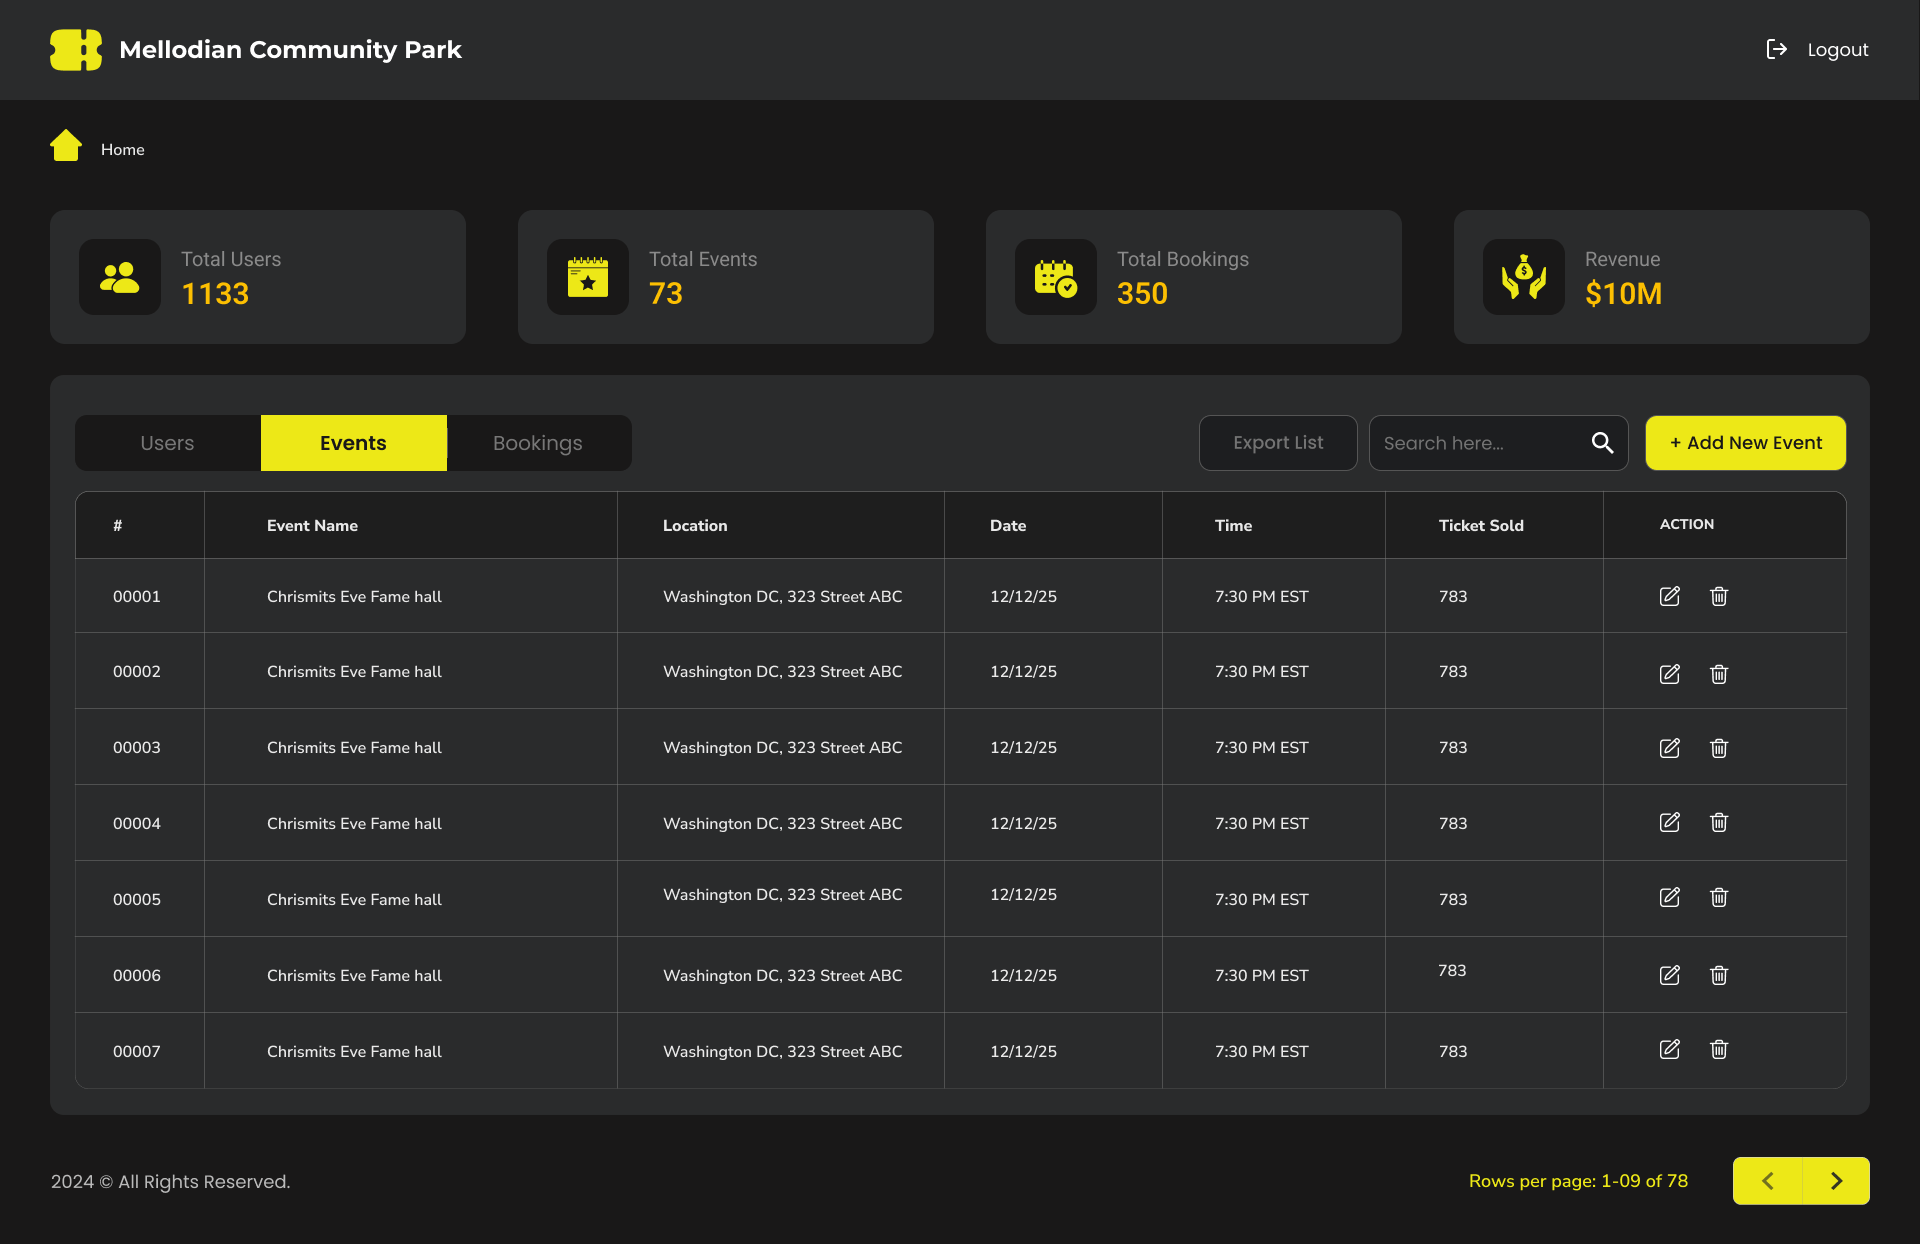 Mellodian Community Park
Logout
Home
Total Users
1133
Total Events
73
Total Bookings
350
Revenue
$10M
Users Events Bookings
Export List
Search here...
+ Add New Event
# Event Name Location Date Time Ticket Sold ACTION
00001 Chrismits Eve Fame hall Washington DC, 323 Street ABC 12/12/25 7:30 PM EST 783
00002 Chrismits Eve Fame hall Washington DC, 323 Street ABC 12/12/25 7:30 PM EST 783
00003 Chrismits Eve Fame hall Washington DC, 323 Street ABC 12/12/25 7:30 PM EST 783
00004 Chrismits Eve Fame hall Washington DC, 323 Street ABC 12/12/25 7:30 PM EST 783
00005 Chrismits Eve Fame hall Washington DC, 323 Street ABC 12/12/25 7:30 PM EST 783
00006 Chrismits Eve Fame hall Washington DC, 323 Street ABC 12/12/25 7:30 PM EST 783
00007 Chrismits Eve Fame hall Washington DC, 323 Street ABC 12/12/25 7:30 PM EST 783
2024 © All Rights Reserved.
Rows per page: 1-09 of 78